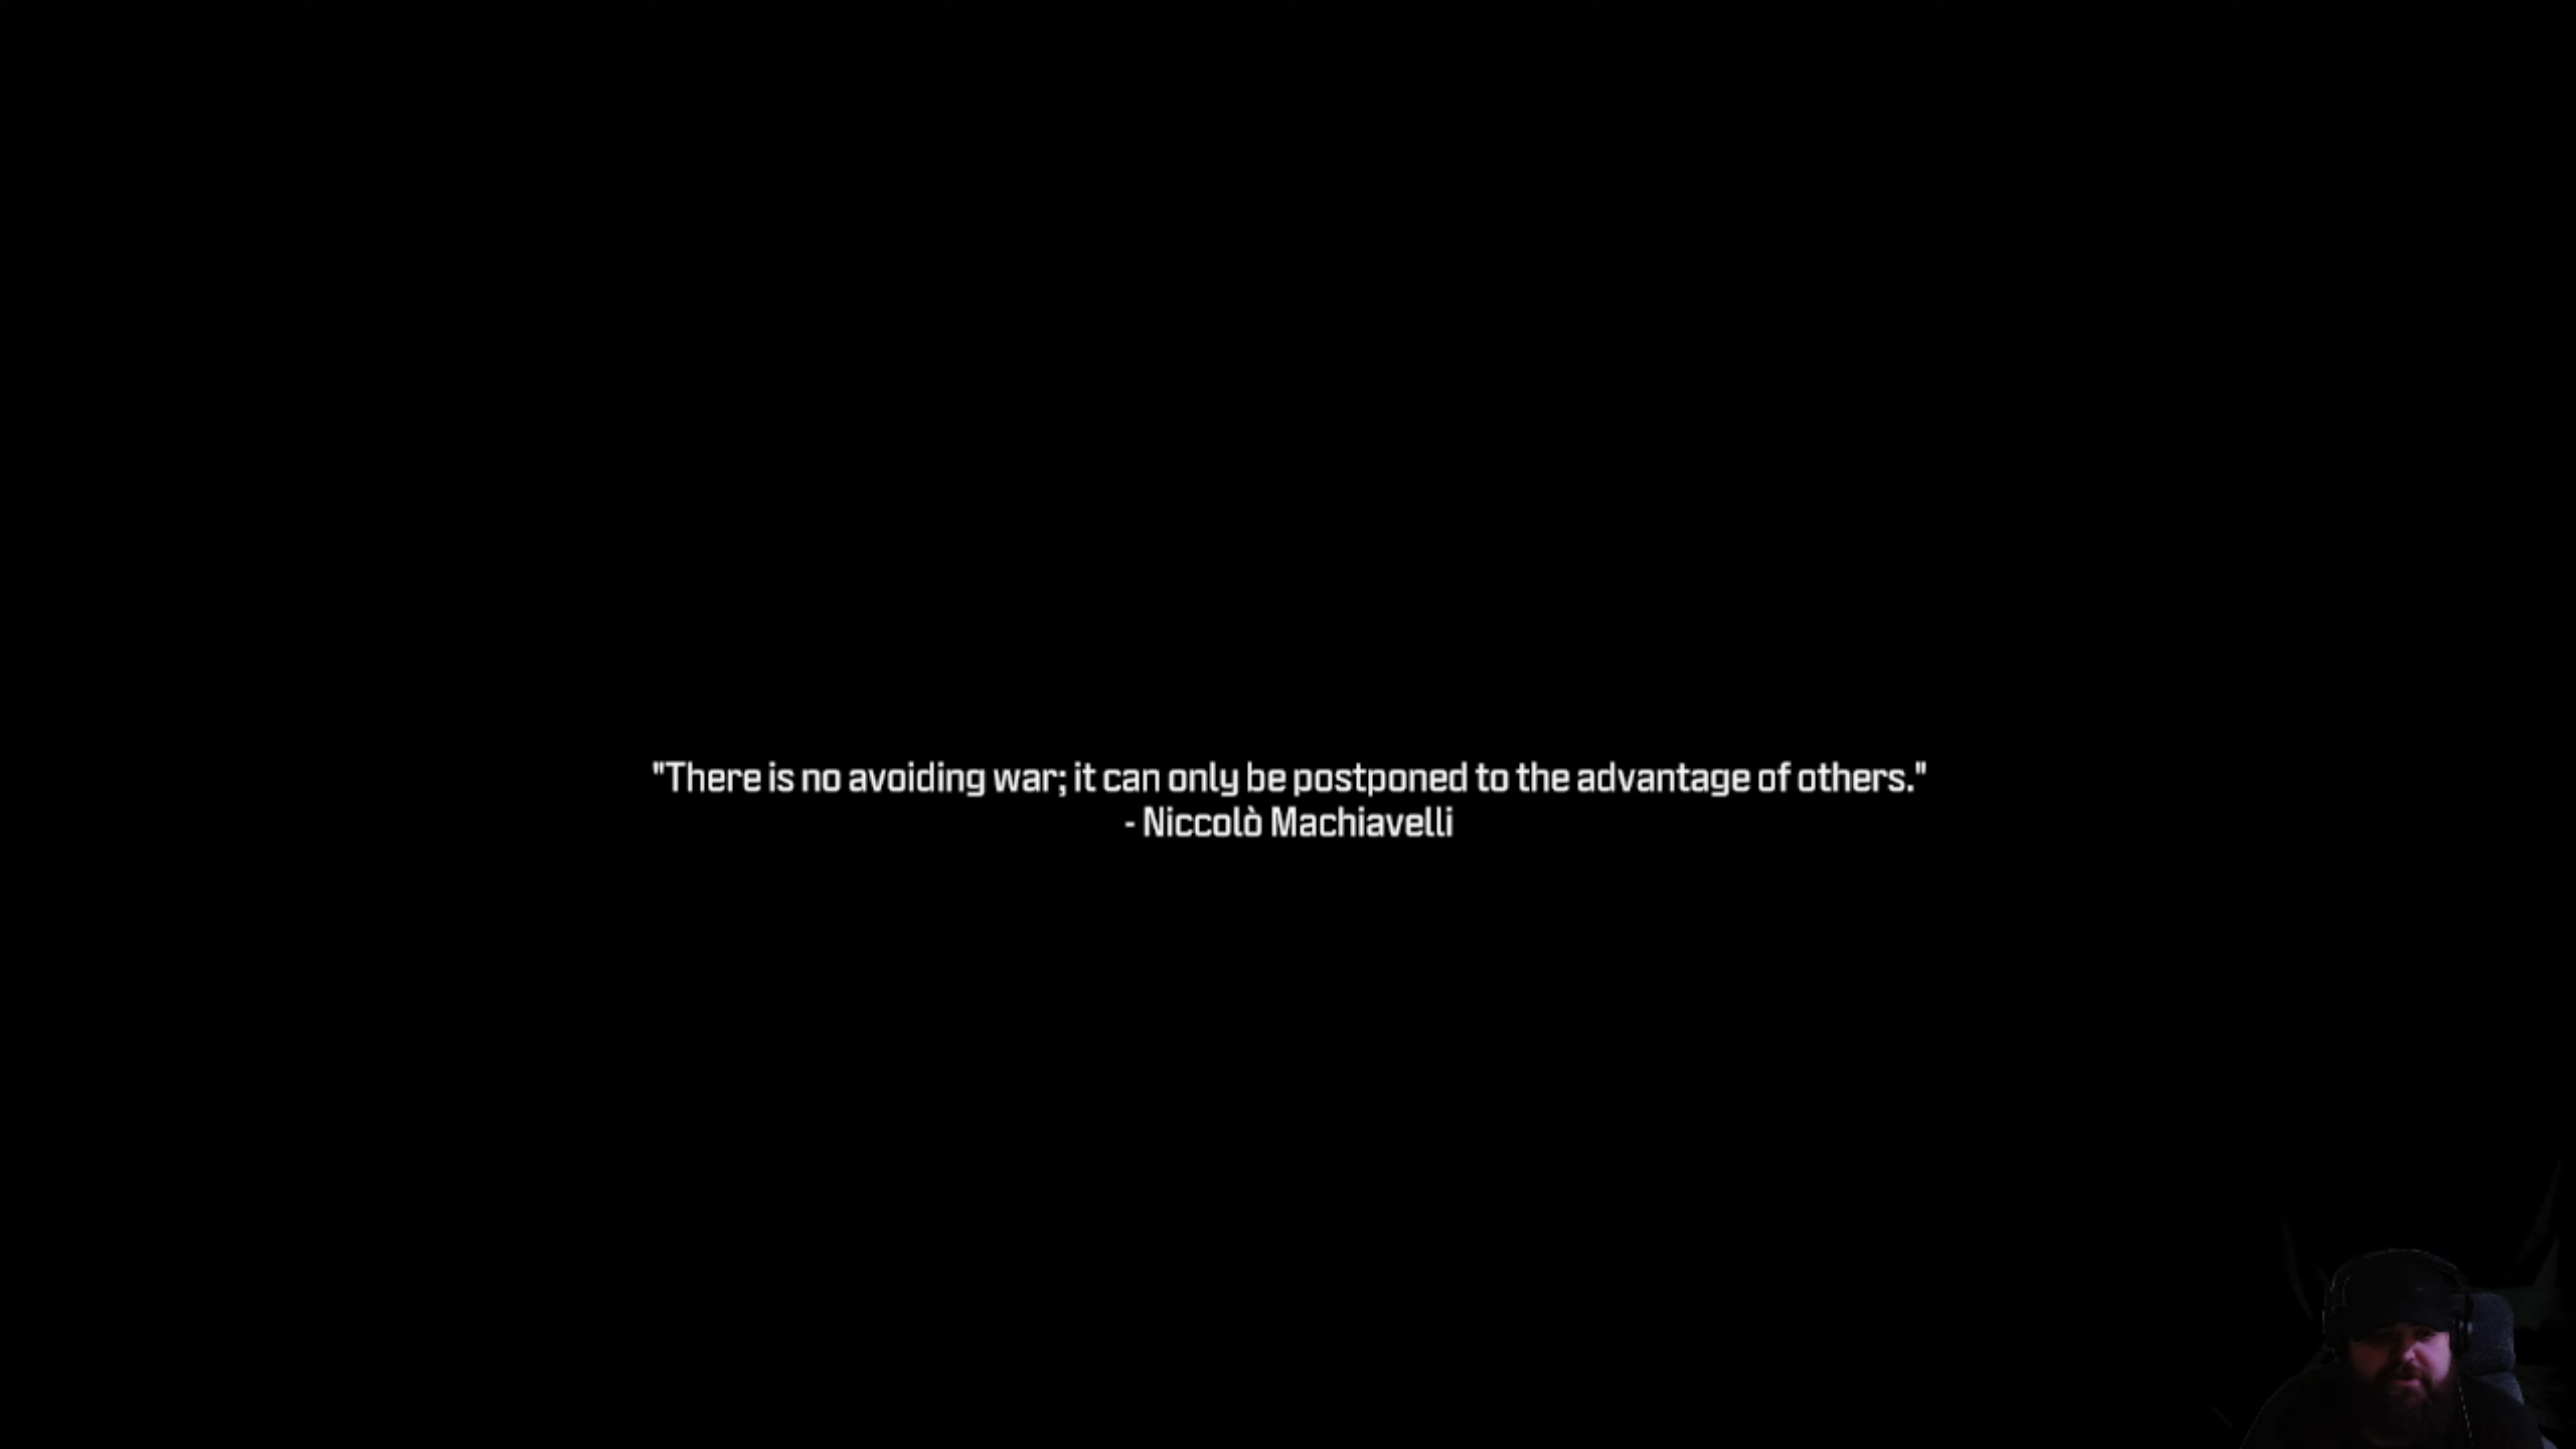 "There is no avoiding war; it can only be postponed to the advantage of others."
- Niccolò Machiavelli